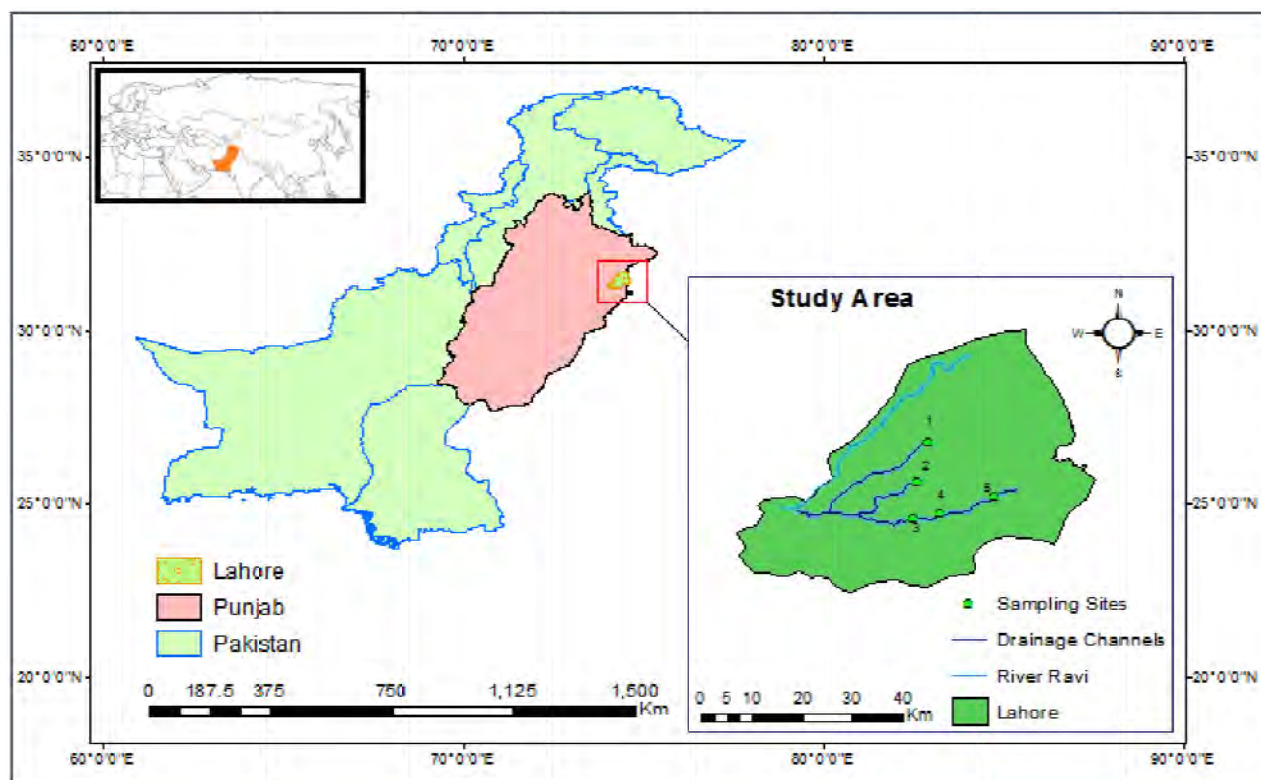 60°0'0"E 70°0'0"E 80°0'0"E 90°0'0"E
35°0'0"N 35°0'0"N
30°0'0"N 30°0'0"N
25°0'0"N 25°0'0"N
20°0'0"N 20°0'0"N
Study Area
N
W E
S
1
2
3
4
5
Lahore
Punjab
Pakistan
0 187.5 375 750 1,125 1,500
Km
Sampling Sites
Drainage Channels
River Ravi
Lahore
0 5 10 20 30 40
Km
60°0'0"E 70°0'0"E 80°0'0"E 90°0'0"E